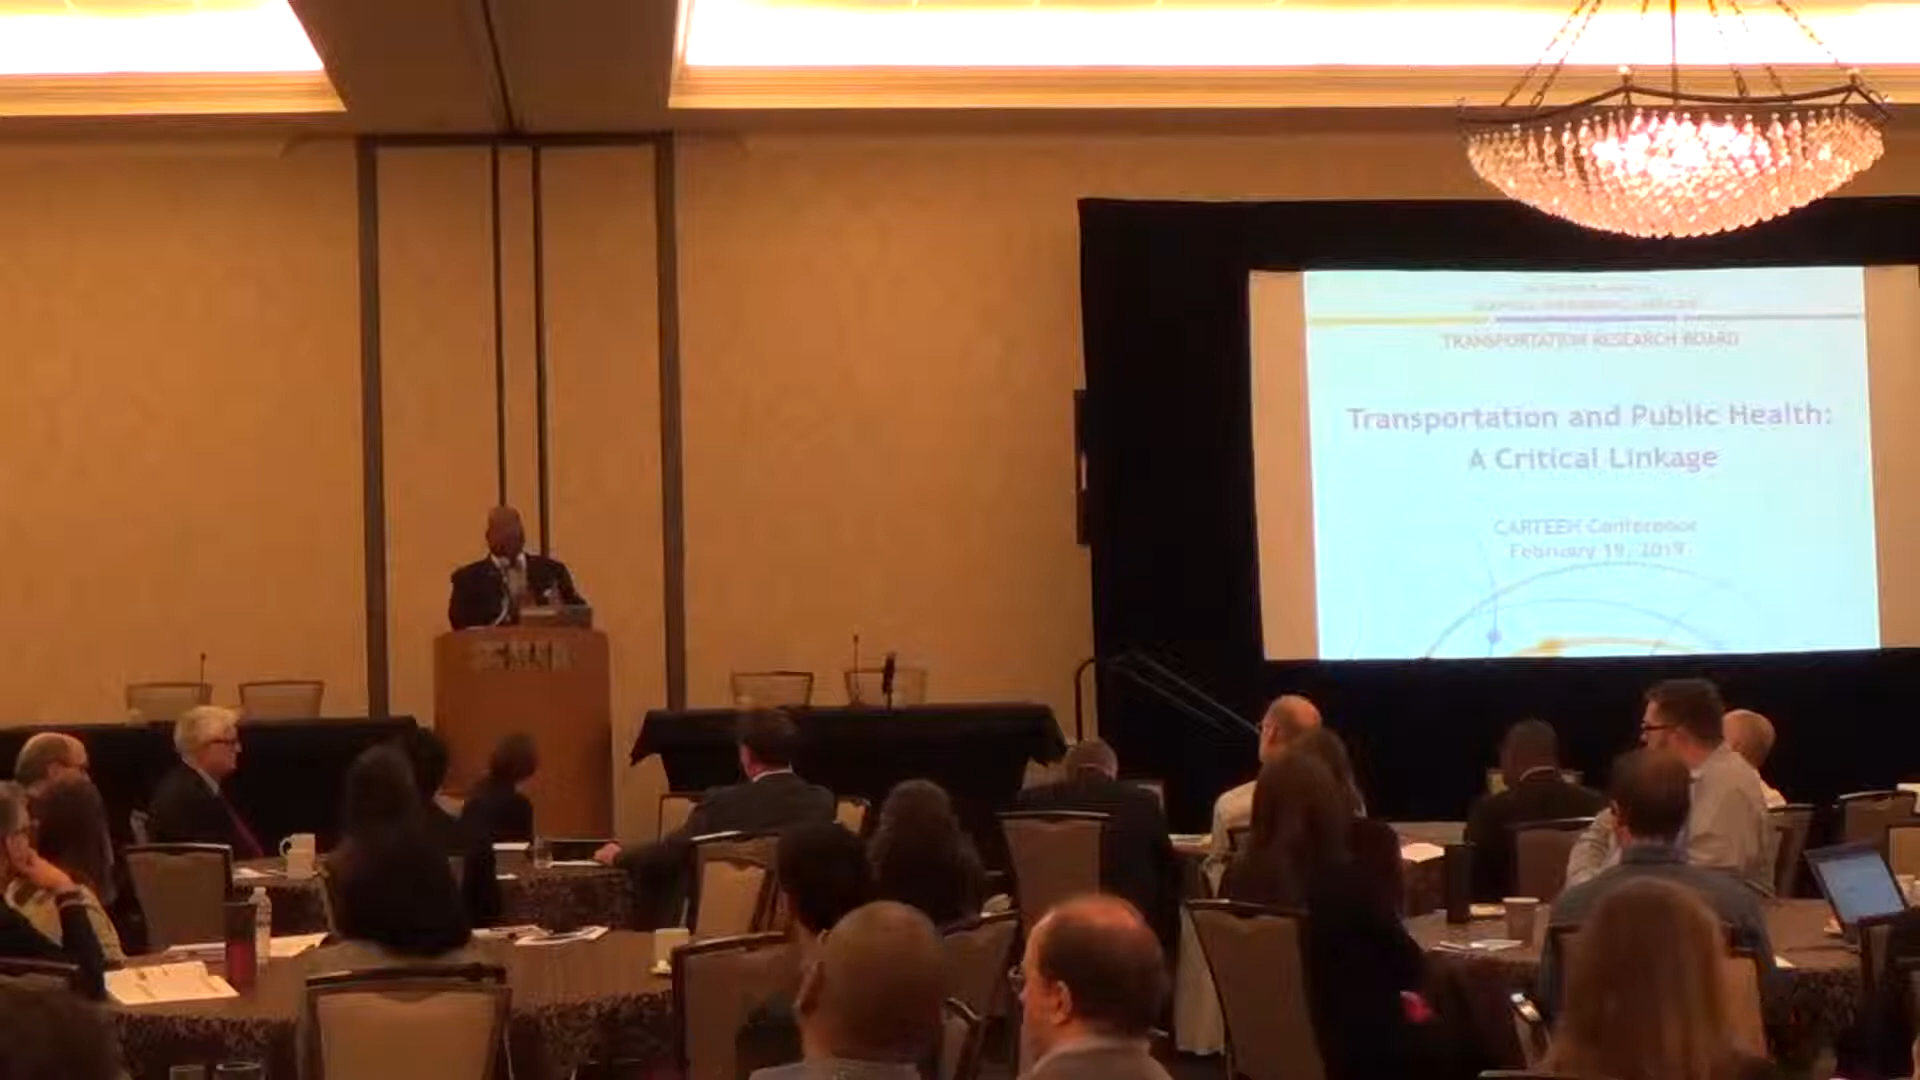 TRANSPORTATION RESEARCH BOARD
Transportation and Public Health:
A Critical Linkage
CARTEEH Conference
February 19, 2019